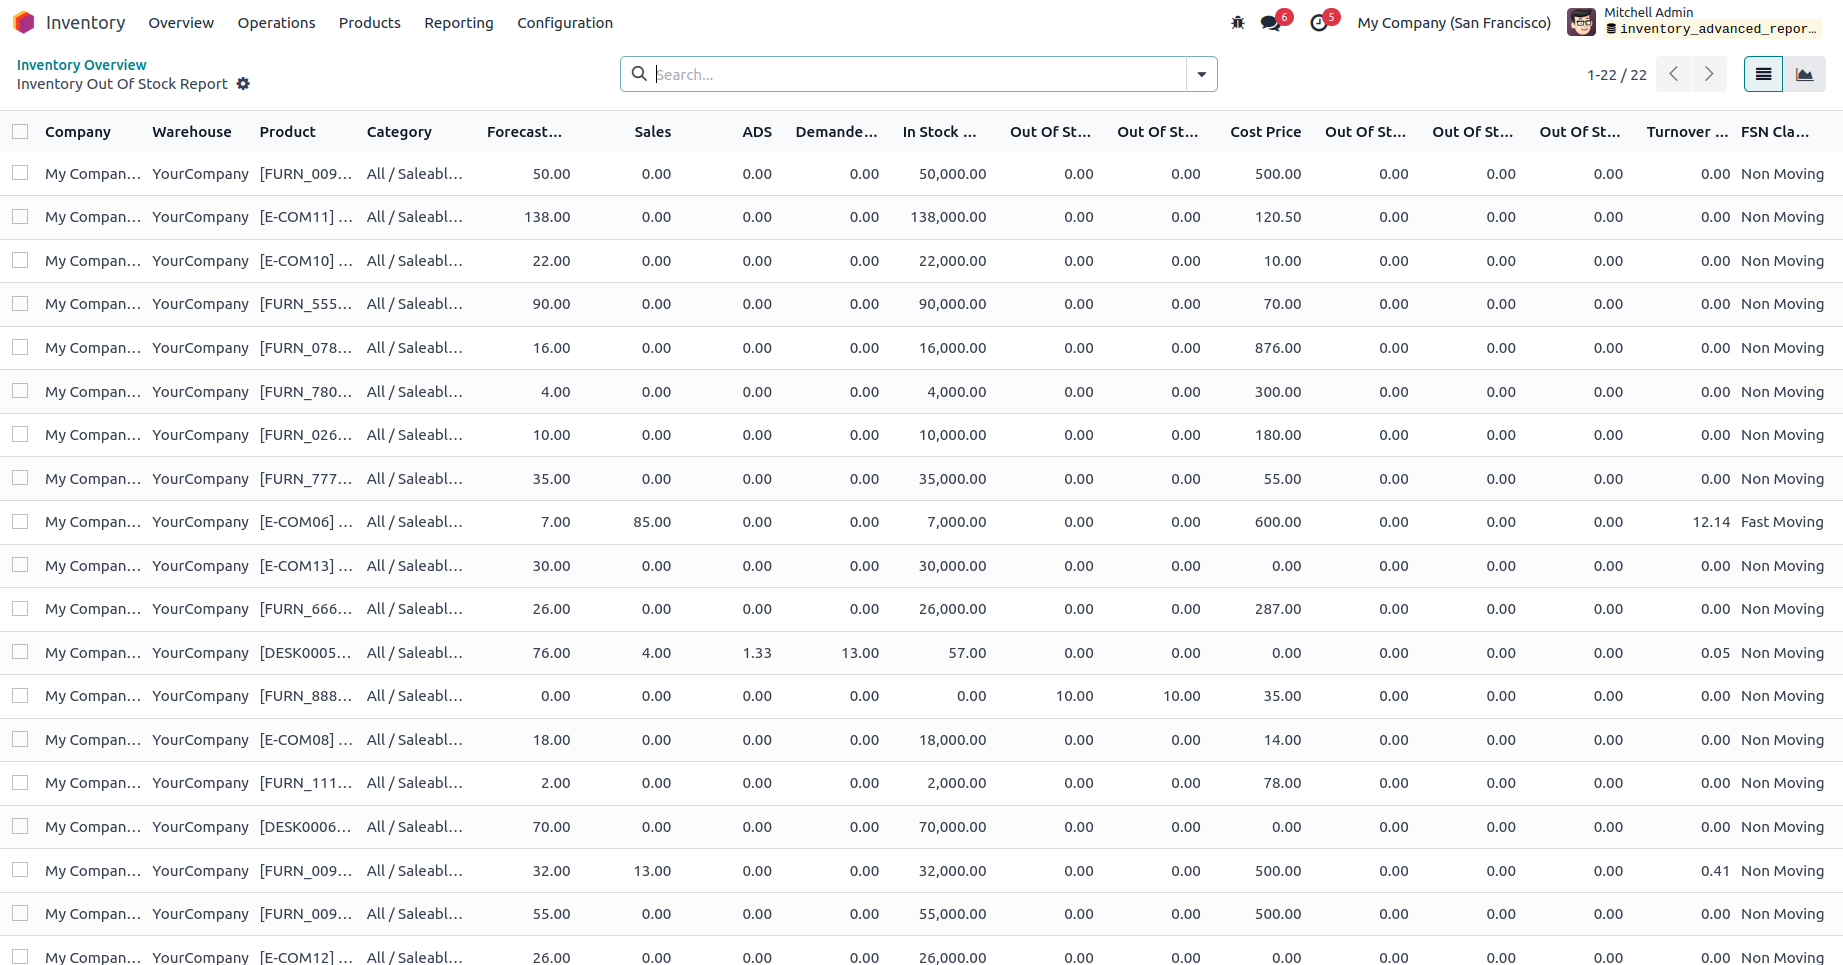 Inventory Overview Operations Products Reporting Configuration 6 5 My Company (San Francisco) Mitchell Admin
inventory_advanced_repor…
Inventory Overview
Inventory Out Of Stock Report
Search...
1-22 / 22
Company Warehouse Product Category Forecast… Sales ADS Demande… In Stock … Out Of St… Out Of St… Cost Price Out Of St… Out Of St… Out Of St… Turnover … FSN Cla…
My Compan… YourCompany [FURN_009… All / Saleabl… 50.00 0.00 0.00 0.00 50,000.00 0.00 0.00 500.00 0.00 0.00 0.00 0.00 Non Moving
My Compan… YourCompany [E-COM11] … All / Saleabl… 138.00 0.00 0.00 0.00 138,000.00 0.00 0.00 120.50 0.00 0.00 0.00 0.00 Non Moving
My Compan… YourCompany [E-COM10] … All / Saleabl… 22.00 0.00 0.00 0.00 22,000.00 0.00 0.00 10.00 0.00 0.00 0.00 0.00 Non Moving
My Compan… YourCompany [FURN_555… All / Saleabl… 90.00 0.00 0.00 0.00 90,000.00 0.00 0.00 70.00 0.00 0.00 0.00 0.00 Non Moving
My Compan… YourCompany [FURN_078… All / Saleabl… 16.00 0.00 0.00 0.00 16,000.00 0.00 0.00 876.00 0.00 0.00 0.00 0.00 Non Moving
My Compan… YourCompany [FURN_780… All / Saleabl… 4.00 0.00 0.00 0.00 4,000.00 0.00 0.00 300.00 0.00 0.00 0.00 0.00 Non Moving
My Compan… YourCompany [FURN_026… All / Saleabl… 10.00 0.00 0.00 0.00 10,000.00 0.00 0.00 180.00 0.00 0.00 0.00 0.00 Non Moving
My Compan… YourCompany [FURN_777… All / Saleabl… 35.00 0.00 0.00 0.00 35,000.00 0.00 0.00 55.00 0.00 0.00 0.00 0.00 Non Moving
My Compan… YourCompany [E-COM06] … All / Saleabl… 7.00 85.00 0.00 0.00 7,000.00 0.00 0.00 600.00 0.00 0.00 0.00 12.14 Fast Moving
My Compan… YourCompany [E-COM13] … All / Saleabl… 30.00 0.00 0.00 0.00 30,000.00 0.00 0.00 0.00 0.00 0.00 0.00 0.00 Non Moving
My Compan… YourCompany [FURN_666… All / Saleabl… 26.00 0.00 0.00 0.00 26,000.00 0.00 0.00 287.00 0.00 0.00 0.00 0.00 Non Moving
My Compan… YourCompany [DESK0005… All / Saleabl… 76.00 4.00 1.33 13.00 57.00 0.00 0.00 0.00 0.00 0.00 0.00 0.05 Non Moving
My Compan… YourCompany [FURN_888… All / Saleabl… 0.00 0.00 0.00 0.00 0.00 10.00 10.00 35.00 0.00 0.00 0.00 0.00 Non Moving
My Compan… YourCompany [E-COM08] … All / Saleabl… 18.00 0.00 0.00 0.00 18,000.00 0.00 0.00 14.00 0.00 0.00 0.00 0.00 Non Moving
My Compan… YourCompany [FURN_111… All / Saleabl… 2.00 0.00 0.00 0.00 2,000.00 0.00 0.00 78.00 0.00 0.00 0.00 0.00 Non Moving
My Compan… YourCompany [DESK0006… All / Saleabl… 70.00 0.00 0.00 0.00 70,000.00 0.00 0.00 0.00 0.00 0.00 0.00 0.00 Non Moving
My Compan… YourCompany [FURN_009… All / Saleabl… 32.00 13.00 0.00 0.00 32,000.00 0.00 0.00 500.00 0.00 0.00 0.00 0.41 Non Moving
My Compan… YourCompany [FURN_009… All / Saleabl… 55.00 0.00 0.00 0.00 55,000.00 0.00 0.00 500.00 0.00 0.00 0.00 0.00 Non Moving
My Compan… YourCompany [E-COM12] … All / Saleabl… 26.00 0.00 0.00 0.00 26,000.00 0.00 0.00 0.00 0.00 0.00 0.00 0.00 Non Moving